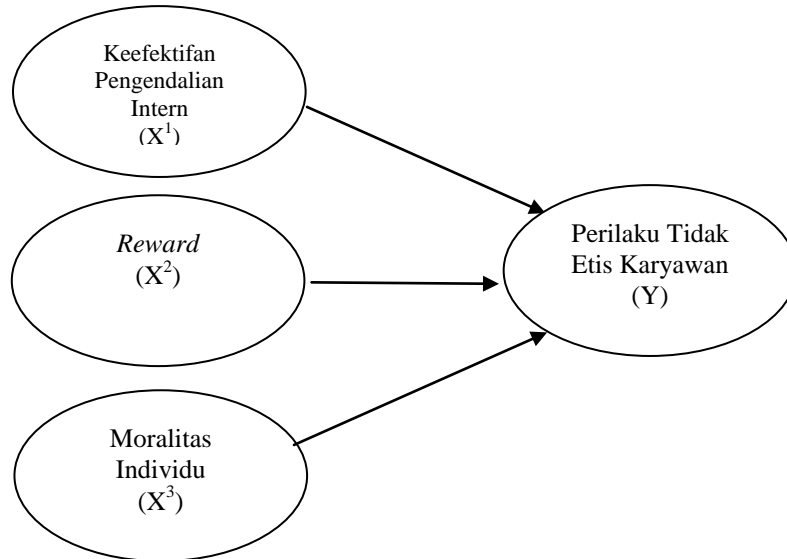 Keefektifan
Pengendalian
Intern
(X¹)
Reward
(X²)
Perilaku Tidak
Etis Karyawan
(Y)
Moralitas
Individu
(X³)